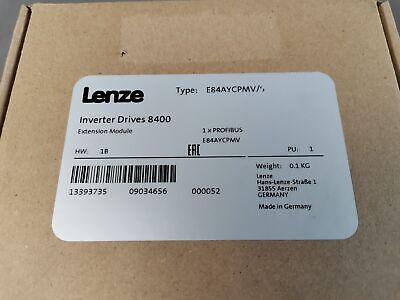 Lenze
Type: E84AYCPMV/
Inverter Drives 8400
Extension Module
1 x PROFIBUS
E84AYCPMV
HW: 1B
EAC
PU: 1
Weight: 0.1 KG
Lenze
Hans-Lenze-Straße 1
31855 Aerzen
GERMANY
Made in Germany
13393735 09034656 000052